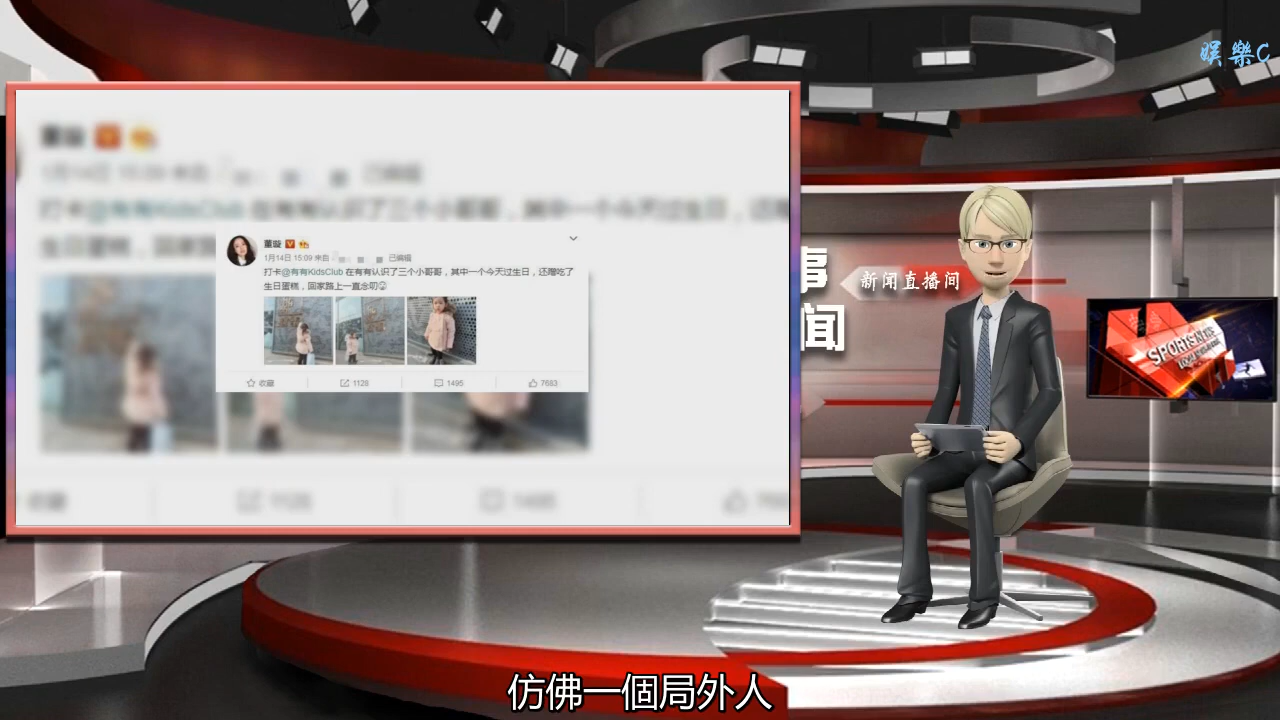 娱樂C
董璇
1月14日 15:09 来自
已编辑
打卡@有有KidsClub 在有有认识了三个小哥哥，其中一个今天过生日，还蹭吃了
生日蛋糕，回家路上一直念叨
收藏
1128
1495
7683
事
闻
新闻直播间
SPORTS
仿佛一個局外人